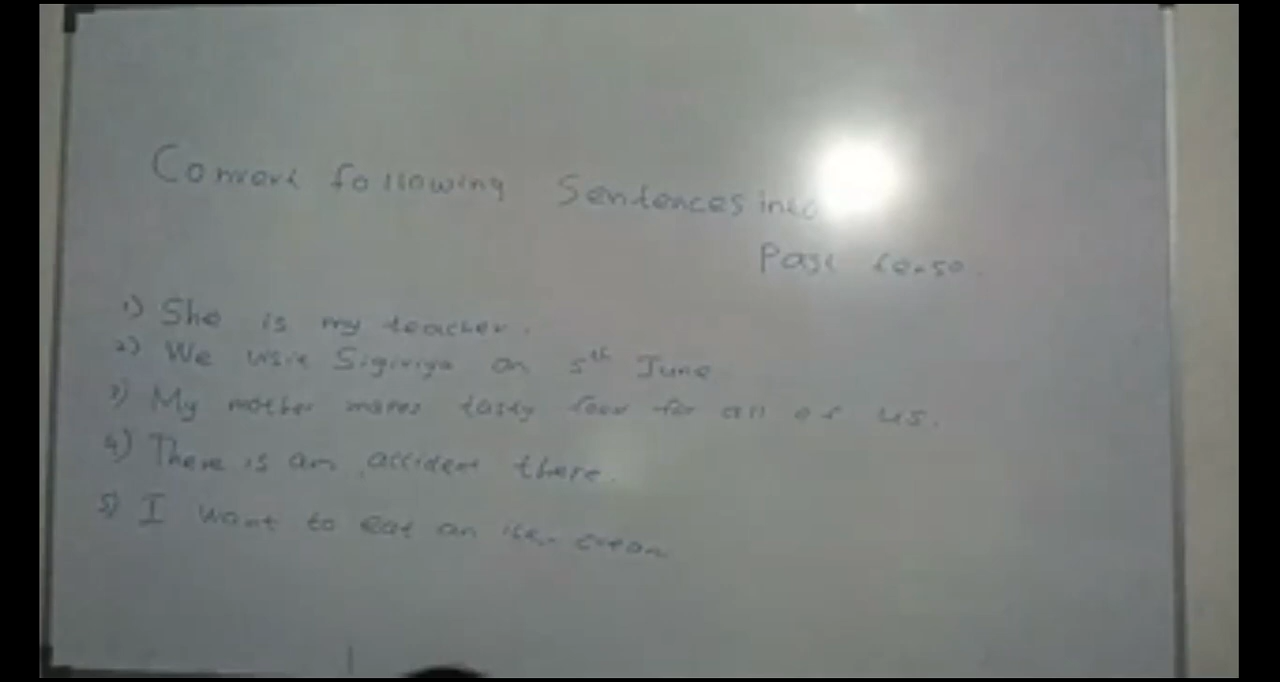 Convert following Sentences into
Past tense.
1) She is my teacher.
2) We visit Sigiriya on 5th June
3) My mother makes tasty food for all of us.
4) There is an accident there.
5) I want to eat an ice-cream